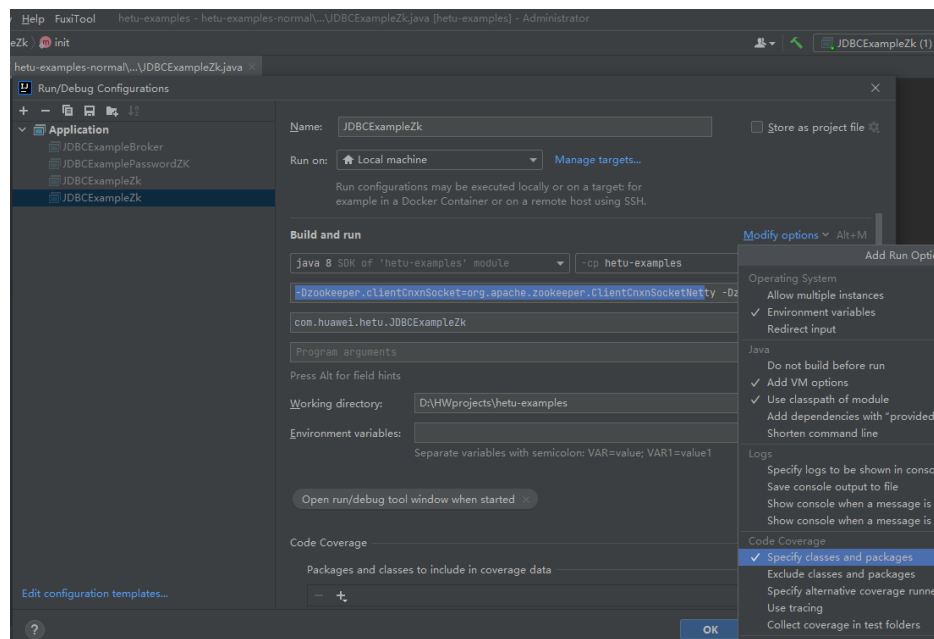 Help FuxiTool hetu-examples - hetu-examples-normal\...\JDBCExampleZk.java [hetu-examples] - Administrator
eZk init
JDBCExampleZk (1)
hetu-examples-normal\...\JDBCExampleZk.java
Run/Debug Configurations
Application
JDBCExampleBroker
JDBCExamplePasswordZK
JDBCExampleZk
JDBCExampleZk
Edit configuration templates...
Name: JDBCExampleZk
Store as project file
Run on: Local machine
Manage targets...
Run configurations may be executed locally or on a target: for
example in a Docker Container or on a remote host using SSH.
Build and run
Modify options Alt+M
java 8 SDK of 'hetu-examples' module
-cp hetu-examples
-Dzookeeper.clientCnxnSocket=org.apache.zookeeper.ClientCnxnSocketNetty -Dz
com.huawei.hetu.JDBCExampleZk
Program arguments
Press Alt for field hints
Working directory: D:\HWprojects\hetu-examples
Environment variables:
Separate variables with semicolon: VAR=value; VAR1=value1
Open run/debug tool window when started
Code Coverage
Packages and classes to include in coverage data
OK
Add Run Opti
Operating System
Allow multiple instances
Environment variables
Redirect input
Java
Do not build before run
Add VM options
Use classpath of module
Add dependencies with "provided
Shorten command line
Logs
Specify logs to be shown in conso
Save console output to file
Show console when a message is
Show console when a message is
Code Coverage
Specify classes and packages
Exclude classes and packages
Specify alternative coverage runne
Use tracing
Collect coverage in test folders